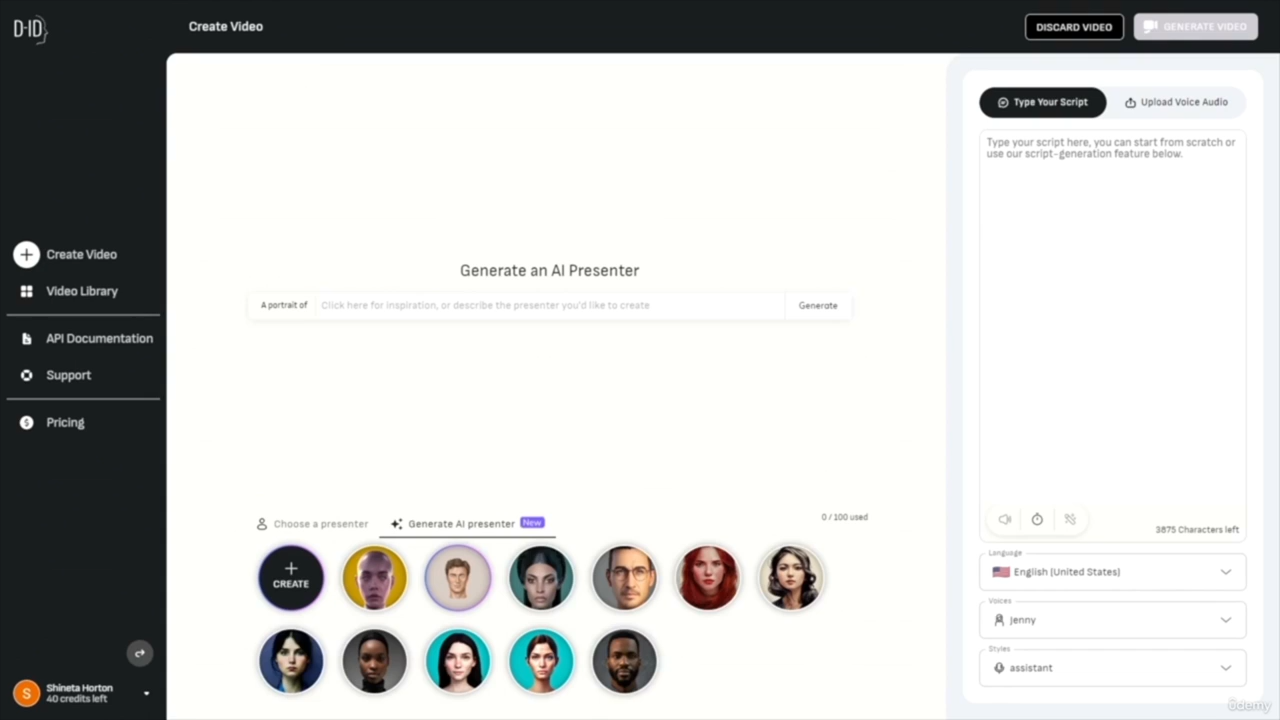 D-ID
Create Video
DISCARD VIDEO
GENERATE VIDEO
Create Video
Video Library
API Documentation
Support
Pricing
S
Shineta Horton
40 credits left
Generate an AI Presenter
A portrait of
Click here for inspiration, or describe the presenter you'd like to create
Generate
Choose a presenter
Generate AI presenter
New
0 / 100 used
CREATE
Type Your Script
Upload Voice Audio
Type your script here, you can start from scratch or
use our script-generation feature below.
3875 Characters left
Language
English (United States)
Voices
Jenny
Styles
assistant
ûdemy